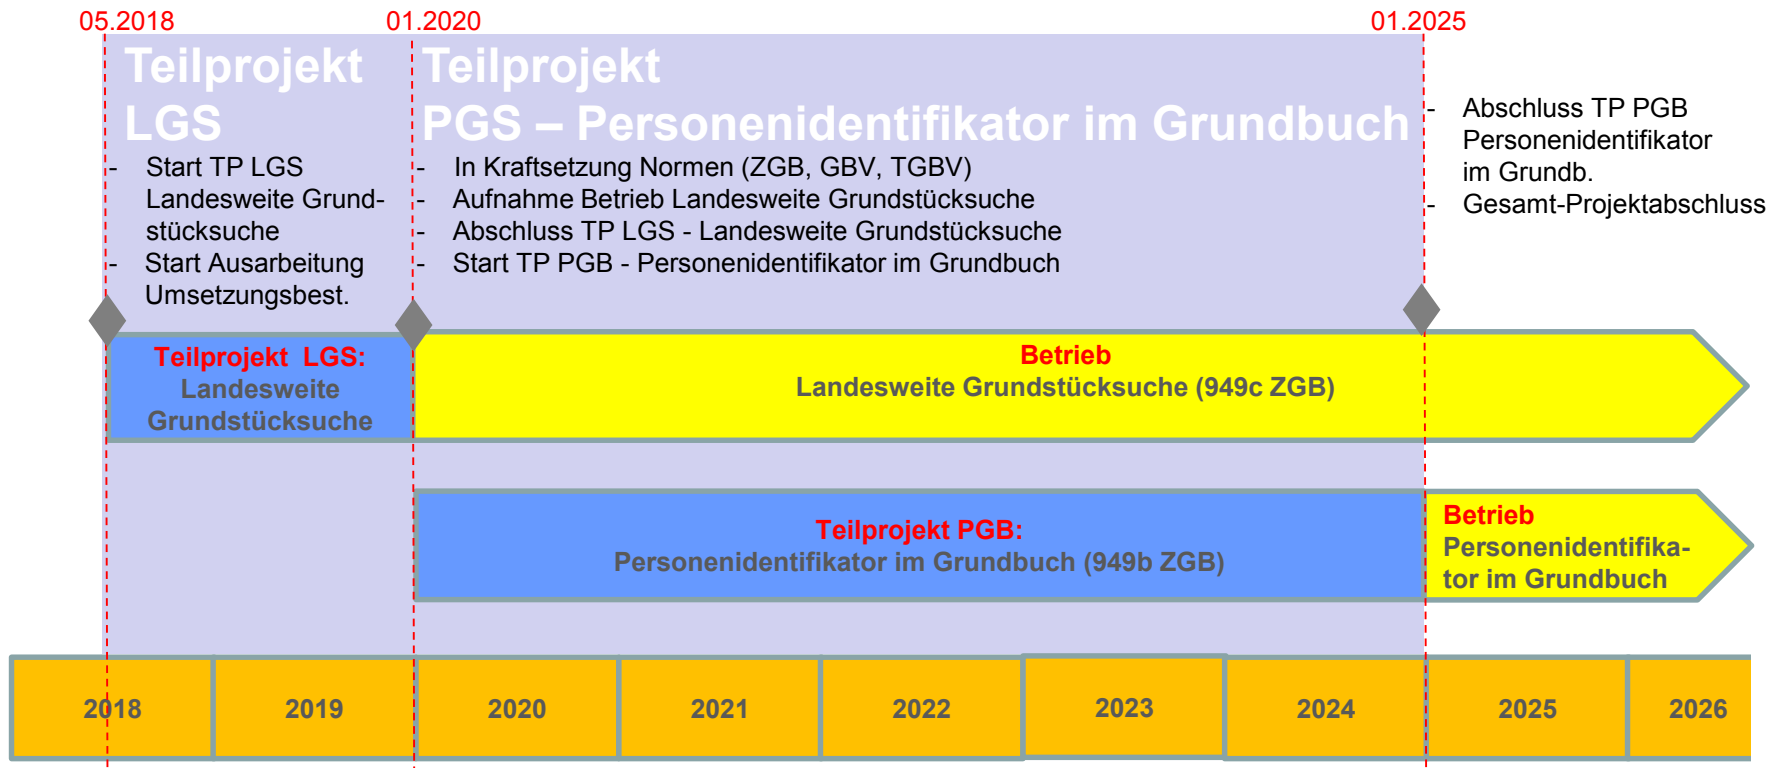 05.2018
01.2020
01.2025
Teilprojekt
LGS
- Start TP LGS
Landesweite Grund-
stücksuche
- Start Ausarbeitung
Umsetzungsbest.
Teilprojekt
PGS – Personenidentifikator im Grundbuch
- In Kraftsetzung Normen (ZGB, GBV, TGBV)
- Aufnahme Betrieb Landesweite Grundstücksuche
- Abschluss TP LGS - Landesweite Grundstücksuche
- Start TP PGB - Personenidentifikator im Grundbuch
- Abschluss TP PGB
Personenidentifikator
im Grundb.
- Gesamt-Projektabschluss
Teilprojekt LGS:
Landesweite
Grundstücksuche
Betrieb
Landesweite Grundstücksuche (949c ZGB)
Teilprojekt PGB:
Personenidentifikator im Grundbuch (949b ZGB)
Betrieb
Personenidentifika-
tor im Grundbuch
2018
2019
2020
2021
2022
2023
2024
2025
2026